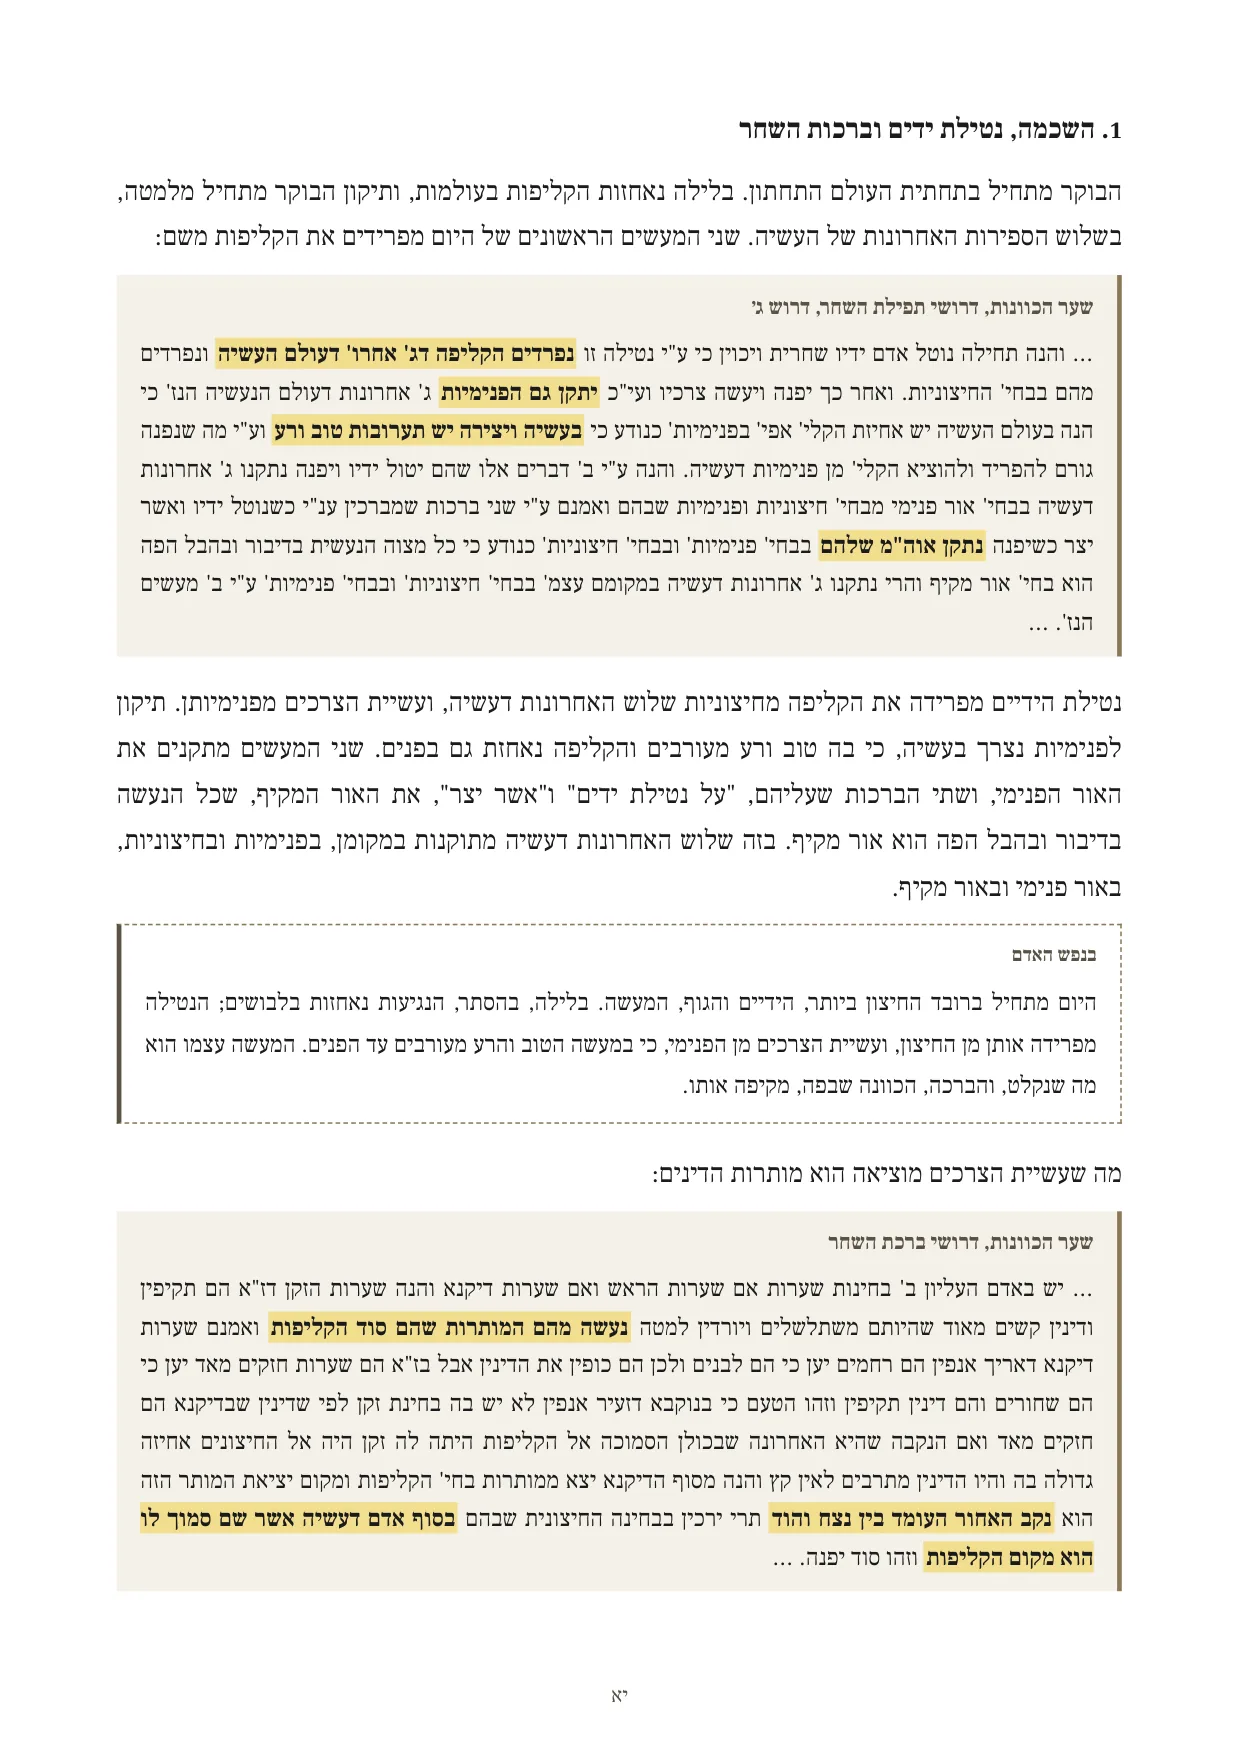 1. השכמה, נטילת ידים וברכות השחר
הבוקר מתחיל בתחתית העולם התחתון. בלילה נאחזות הקליפות בעולמות, ותיקון הבוקר מתחיל מלמטה,
בשלוש הספירות האחרונות של העשיה. שני המעשים הראשונים של היום מפרידים את הקליפות משם:
שער הכוונות, דרושי תפילת השחר, דרוש ג'
... והנה תחילה נוטל אדם ידיו שחרית ויכוין כי ע"י נטילה זו נפרדים הקליפה דג' אחרו' דעולם העשיה ונפרדים
מהם בבחי' החיצוניות. ואחר כך יפנה ויעשה צרכיו ועי"כ יתקן גם הפנימיות ג' אחרונות דעולם הנעשיה הנז' כי
הנה בעולם העשיה יש אחיזת הקלי' אפי' בפנימיות' כנודע כי בעשיה ויצירה יש תערובות טוב ורע וע"י מה שנפנה
גורם להפריד ולהוציא הקלי' מן פנימיות דעשיה. והנה ע"י ב' דברים אלו שהם יטול ידיו ויפנה נתקנו ג' אחרונות
דעשיה בבחי' אור פנימי מבחי' חיצוניות ופנימיות שבהם ואמנם ע"י שני ברכות שמברכין ענ"י כשנוטל ידיו ואשר
יצר כשיפנה נתקן אוה"מ שלהם בבחי' פנימיות' ובבחי' חיצוניות' כנודע כי כל מצוה הנעשית בדיבור ובהבל הפה
הוא בחי' אור מקיף והרי נתקנו ג' אחרונות דעשיה במקומם עצמ' בבחי' חיצוניות' ובבחי' פנימיות' ע"י ב' מעשים
הנז'. ...
נטילת הידיים מפרידה את הקליפה מחיצוניות שלוש האחרונות דעשיה, ועשיית הצרכים מפנימיותן. תיקון
לפנימיות נצרך בעשיה, כי בה טוב ורע מעורבים והקליפה נאחזת גם בפנים. שני המעשים מתקנים את
האור הפנימי, ושתי הברכות שעליהם, "על נטילת ידים" ו"אשר יצר", את האור המקיף, שכל הנעשה
בדיבור ובהבל הפה הוא אור מקיף. בזה שלוש האחרונות דעשיה מתוקנות במקומן, בפנימיות ובחיצוניות,
באור פנימי ובאור מקיף.
בנפש האדם
היום מתחיל ברובד החיצון ביותר, הידיים והגוף, המעשה. בלילה, בהסתר, הנגיעות נאחזות בלבושים; הנטילה
מפרידה אותן מן החיצון, ועשיית הצרכים מן הפנימי, כי במעשה הטוב והרע מעורבים עד הפנים. המעשה עצמו הוא
מה שנקלט, והברכה, הכוונה שבפה, מקיפה אותו.
מה שעשיית הצרכים מוציאה הוא מותרות הדינים:
שער הכוונות, דרושי ברכת השחר
... יש באדם העליון ב' בחינות שערות אם שערות הראש ואם שערות דיקנא והנה שערות הזקן דז"א הם תקיפין
ודינין קשים מאוד שהיותם משתלשלים ויורדין למטה נעשה מהם המותרות שהם סוד הקליפות ואמנם שערות
דיקנא דאריך אנפין הם רחמים יען כי הם לבנים ולכן הם כופין את הדינין אבל בז"א הם שערות חזקים מאד יען כי
הם שחורים והם דינין תקיפין וזהו הטעם כי בנוקבא דזעיר אנפין לא יש בה בחינת זקן לפי שדינין שבדיקנא הם
חזקים מאד ואם הנקבה שהיא האחרונה שבכולן הסמוכה אל הקליפות היתה לה זקן היה אל החיצונים אחיזה
גדולה בה והיו הדינין מתרבים לאין קץ והנה מסוף הדיקנא יצא ממותרות בחי' הקליפות ומקום יציאת המותר הזה
הוא נקב האחור העומד בין נצח והוד תרי ירכין בבחינה החיצונית שבהם בסוף אדם דעשיה אשר שם סמוך לו
הוא מקום הקליפות וזהו סוד יפנה. ...
יא